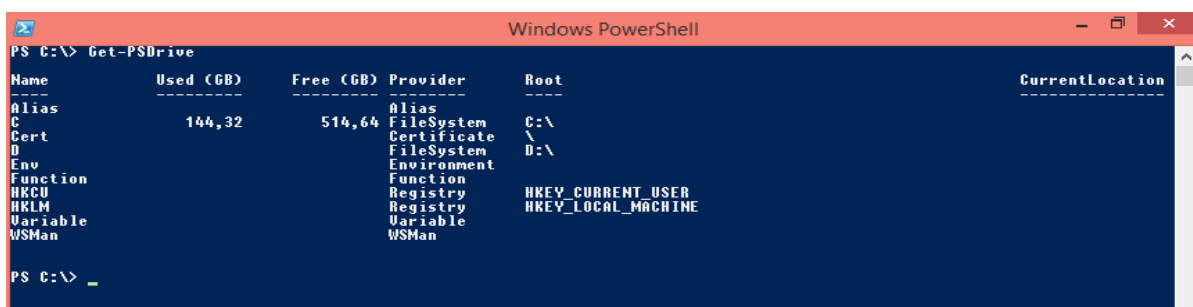 Windows PowerShell
PS C:\> Get-PSDrive
Name Used (GB) Free (GB) Provider Root CurrentLocation
---- --------- --------- -------- ---- ---------------
Alias Alias
C 144,32 514,64 FileSystem C:\
Cert Certificate \
D FileSystem D:\
Env Environment
Function Function
HKCU Registry HKEY_CURRENT_USER
HKLM Registry HKEY_LOCAL_MACHINE
Variable Variable
WSMan WSMan
PS C:\> _